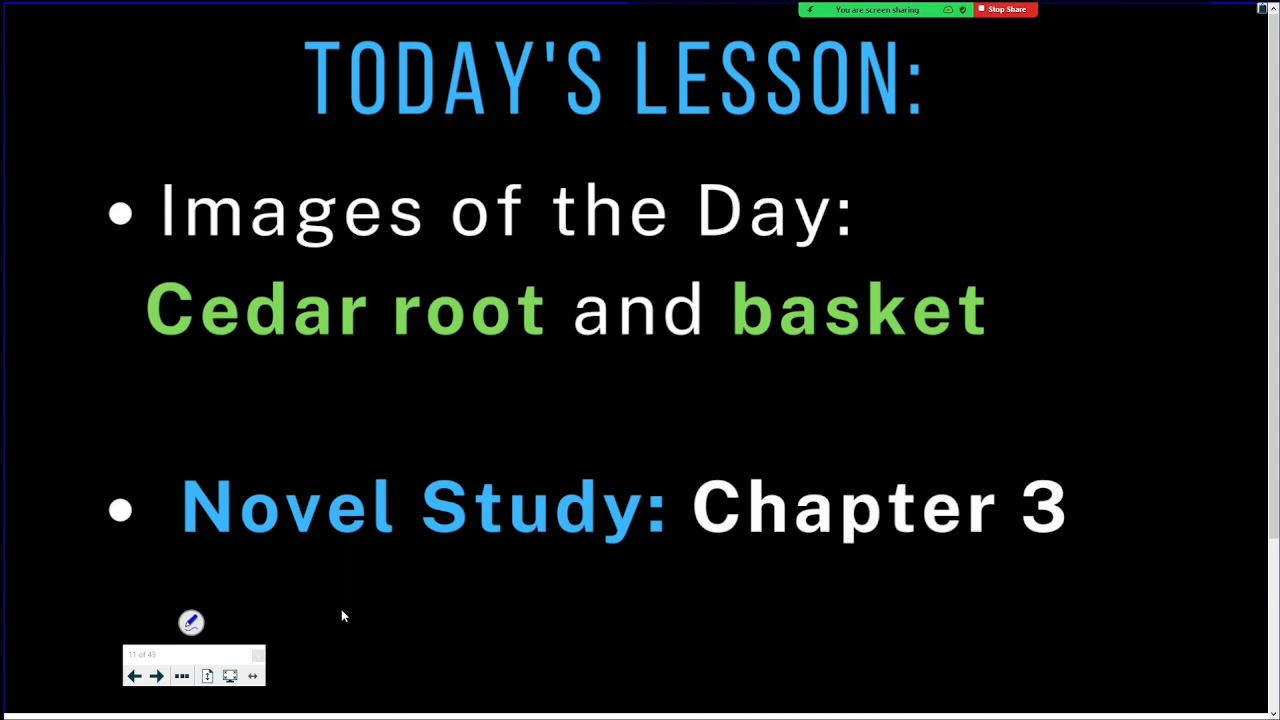 You are screen sharing Stop Share
TODAY'S LESSON:
• Images of the Day:
Cedar root and basket
• Novel Study: Chapter 3
11 of 43